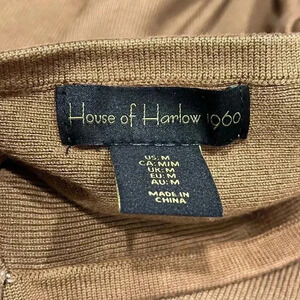 House of Harlow 1960
US: M
CA: M/M
UK: M
EU: M
AU: M
MADE IN
CHINA